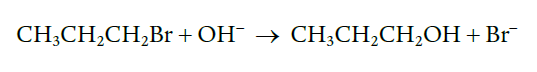 CH₃CH₂CH₂Br + OH⁻ → CH₃CH₂CH₂OH + Br⁻